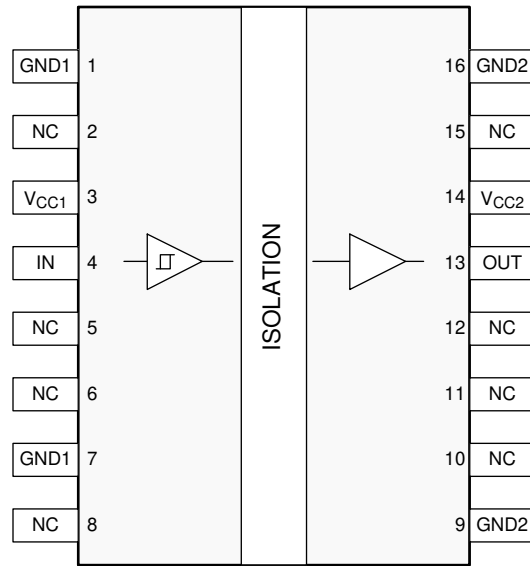 GND1 1 16 GND2
NC 2 15 NC
VCC1 3 14 VCC2
IN 4 13 OUT
NC 5 12 NC
NC 6 11 NC
GND1 7 10 NC
NC 8 9 GND2
ISOLATION